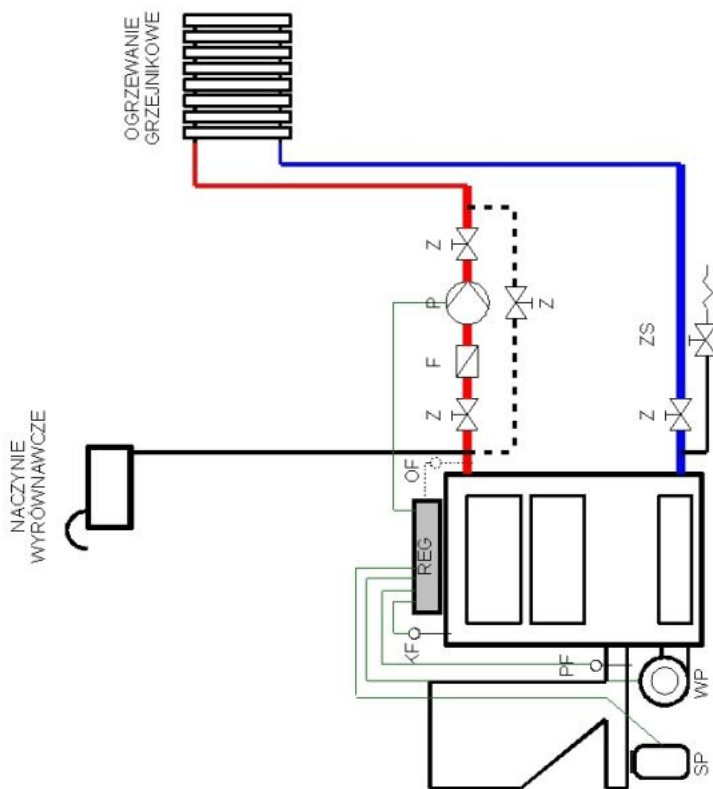 OGRZEWANIE
GRZEJNIKOWE
NACZYNIE
WYRÓWNAWCZE
Z
P
F
Z
Z
OF
REG
KF
PF
ZS
Z
WP
SP